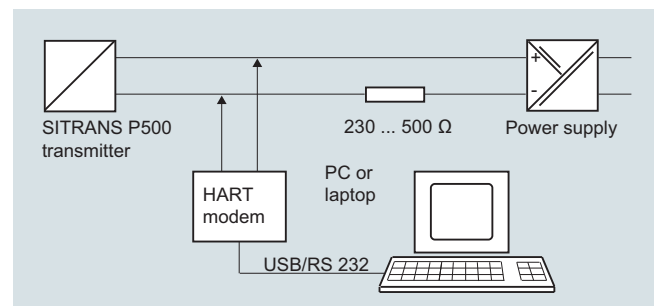 +
-
SITRANS P500
transmitter
230 ... 500 Ω
Power supply
PC or
laptop
HART
modem
USB/RS 232